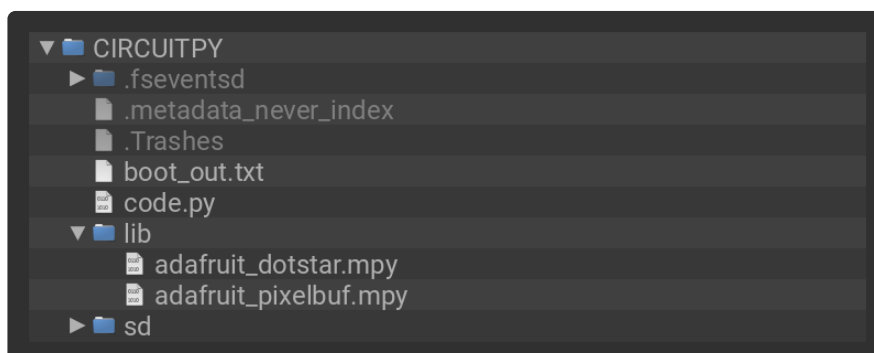 CIRCUITPY
.fseventsd
.metadata_never_index
.Trashes
boot_out.txt
code.py
lib
adafruit_dotstar.mpy
adafruit_pixelbuf.mpy
sd